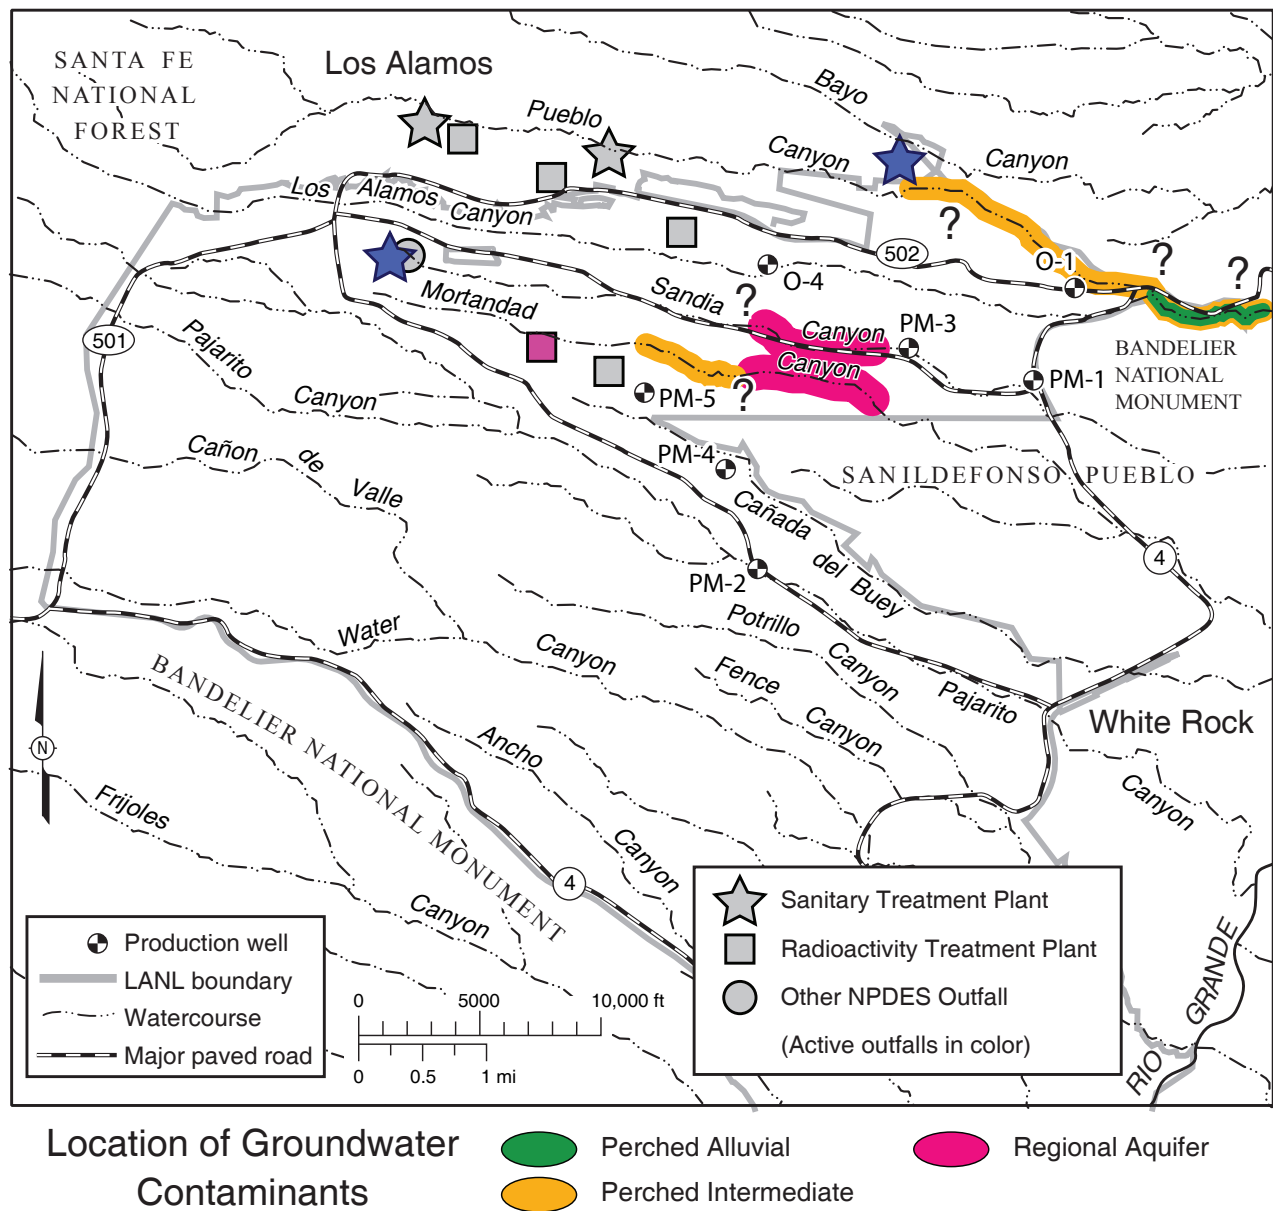 SANTA FE
NATIONAL
FOREST
Los Alamos
Bayo
Pueblo
Canyon
Canyon
Los
Alamos
Canyon
?
502
?
?
O-1
O-4
Sandia
?
Mortandad
Canyon
PM-3
501
Pajarito
Canyon
BANDELIER
NATIONAL
MONUMENT
PM-1
?
PM-5
Canyon
Cañon
de
Valle
PM-4
SANILDEFONSO PUEBLO
Cañada
del
Buey
4
PM-2
Potrillo
Canyon
Water
Canyon
Fence
Canyon
Pajarito
BANDELIER NATIONAL MONUMENT
White Rock
N
Ancho
Canyon
Canyon
Frijoles
Canyon
4
RIO GRANDE
Production well
LANL boundary
Watercourse
Major paved road
0 5000 10,000 ft
0 0.5 1 mi
Sanitary Treatment Plant
Radioactivity Treatment Plant
Other NPDES Outfall
(Active outfalls in color)
Location of Groundwater
Contaminants
Perched Alluvial
Perched Intermediate
Regional Aquifer